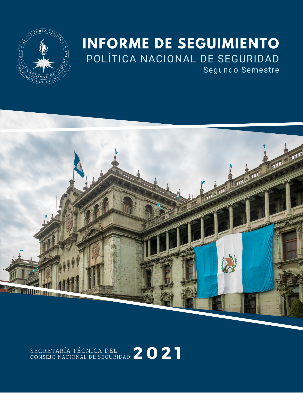 INFORME DE SEGUIMIENTO
POLÍTICA NACIONAL DE SEGURIDAD
Segundo Semestre
SECRETARÍA TÉCNICA DEL
CONSEJO NACIONAL DE SEGURIDAD
2021